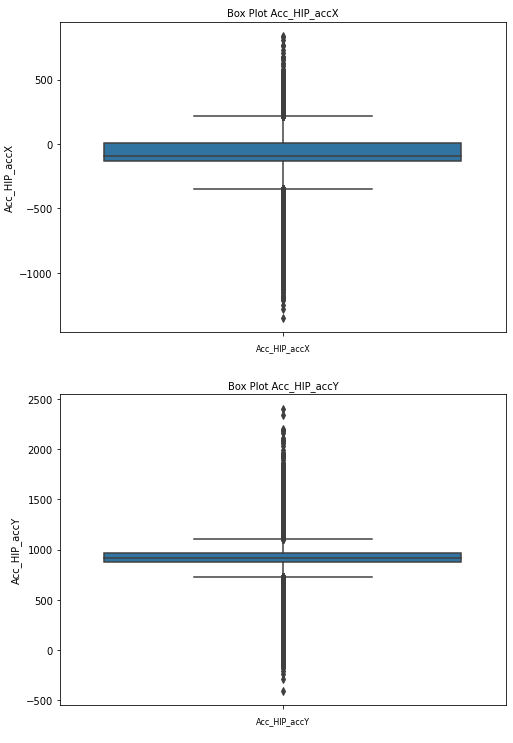 Box Plot Acc_HIP_accX
500
0
−500
−1000
Acc_HIP_accX
Acc_HIP_accX
Box Plot Acc_HIP_accY
2500
2000
1500
1000
500
0
−500
Acc_HIP_accY
Acc_HIP_accY